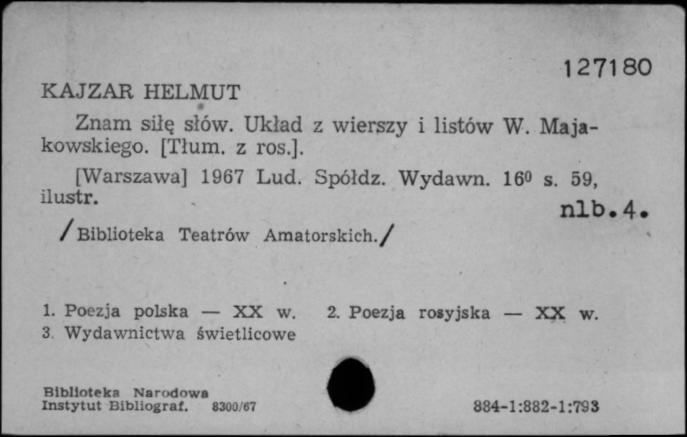 127180
KAJZAR HELMUT
Znam siłę słów. Układ z wierszy i listów W. Maja-
kowskiego. [Tłum. z ros.].
[Warszawa] 1967 Lud. Spółdz. Wydawn. 16⁰ s. 59,
ilustr.
nlb.4.
/Biblioteka Teatrów Amatorskich./
1. Poezja polska — XX w. 2. Poezja rosyjska — XX w.
3. Wydawnictwa świetlicowe
Biblioteka Narodowa
Instytut Bibliograf. 8300/67
884-1:882-1:793